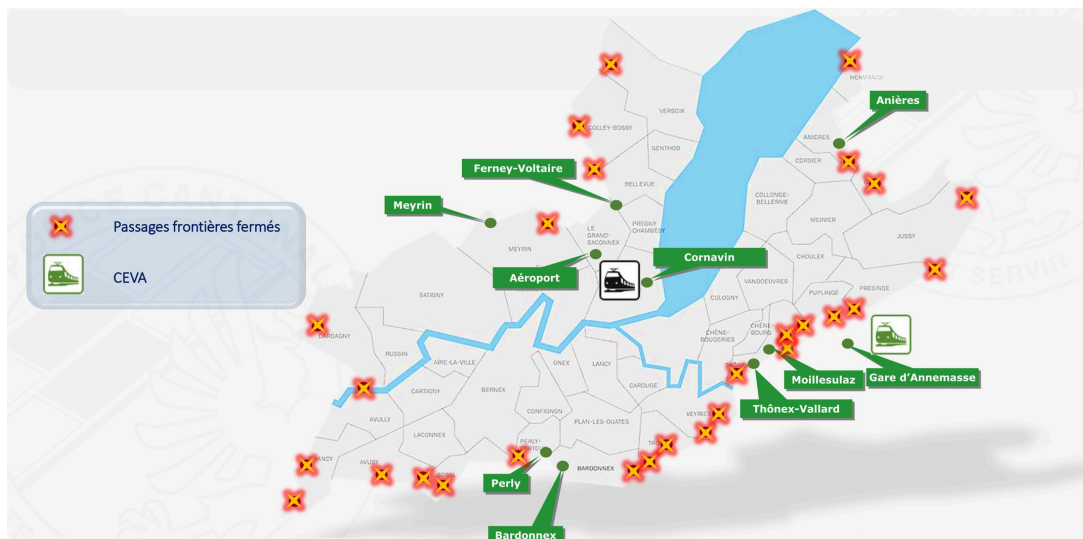 HERMANCE
Anières
VERSOIX
COLLEX-BOSSY
ANIÈRES
GENTHOD
CORSIER
Ferney-Voltaire
BELLEVUE
COLLONGE-
BELLERIVE
Meyrin
Passages frontières fermés
MEYRIN
LE
GRAND-
SACONNEX
PREGNY
CHAMBÉSY
MEINIER
JUSSY
Cornavin
CHOULEX
Aéroport
CEVA
VANDOEUVRES
SATIGNY
COLOGNY
PUPLINGE
PRESINGE
DARDAGNY
CHÊNE-
BOUGERIES
CHÊNE-
BOURG
RUSSIN
AÏRE-LA-VILLE
ONEX
LANCY
Moillesulaz
Gare d'Annemasse
CARTIGNY
BERNEX
CAROUGE
Thônex-Vallard
CONFIGNON
VEYRIER
AVULLY
PLAN-LES-OUATES
LACONNEX
PERLY-
AVUSY
BARDONNEX
Perly
Bardonnex